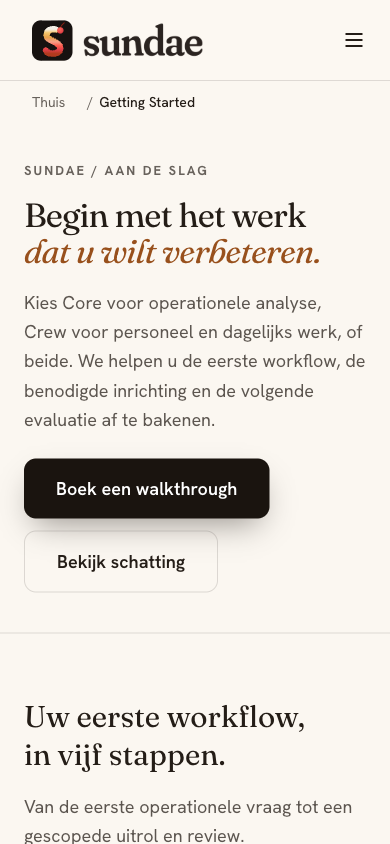 sundae
Thuis / Getting Started
SUNDAE / AAN DE SLAG
Begin met het werk
dat u wilt verbeteren.
Kies Core voor operationele analyse,
Crew voor personeel en dagelijks werk, of
beide. We helpen u de eerste workflow, de
benodigde inrichting en de volgende
evaluatie af te bakenen.
Boek een walkthrough
Bekijk schatting
Uw eerste workflow,
in vijf stappen.
Van de eerste operationele vraag tot een
gescopede uitrol en review.